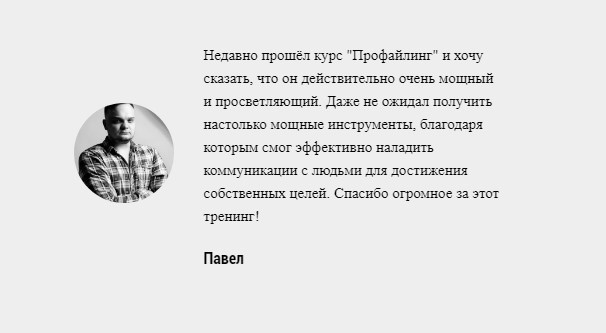 Недавно прошёл курс "Профайлинг" и хочу
сказать, что он действительно очень мощный
и просветляющий. Даже не ожидал получить
настолько мощные инструменты, благодаря
которым смог эффективно наладить
коммуникации с людьми для достижения
собственных целей. Спасибо огромное за этот
тренинг!
Павел